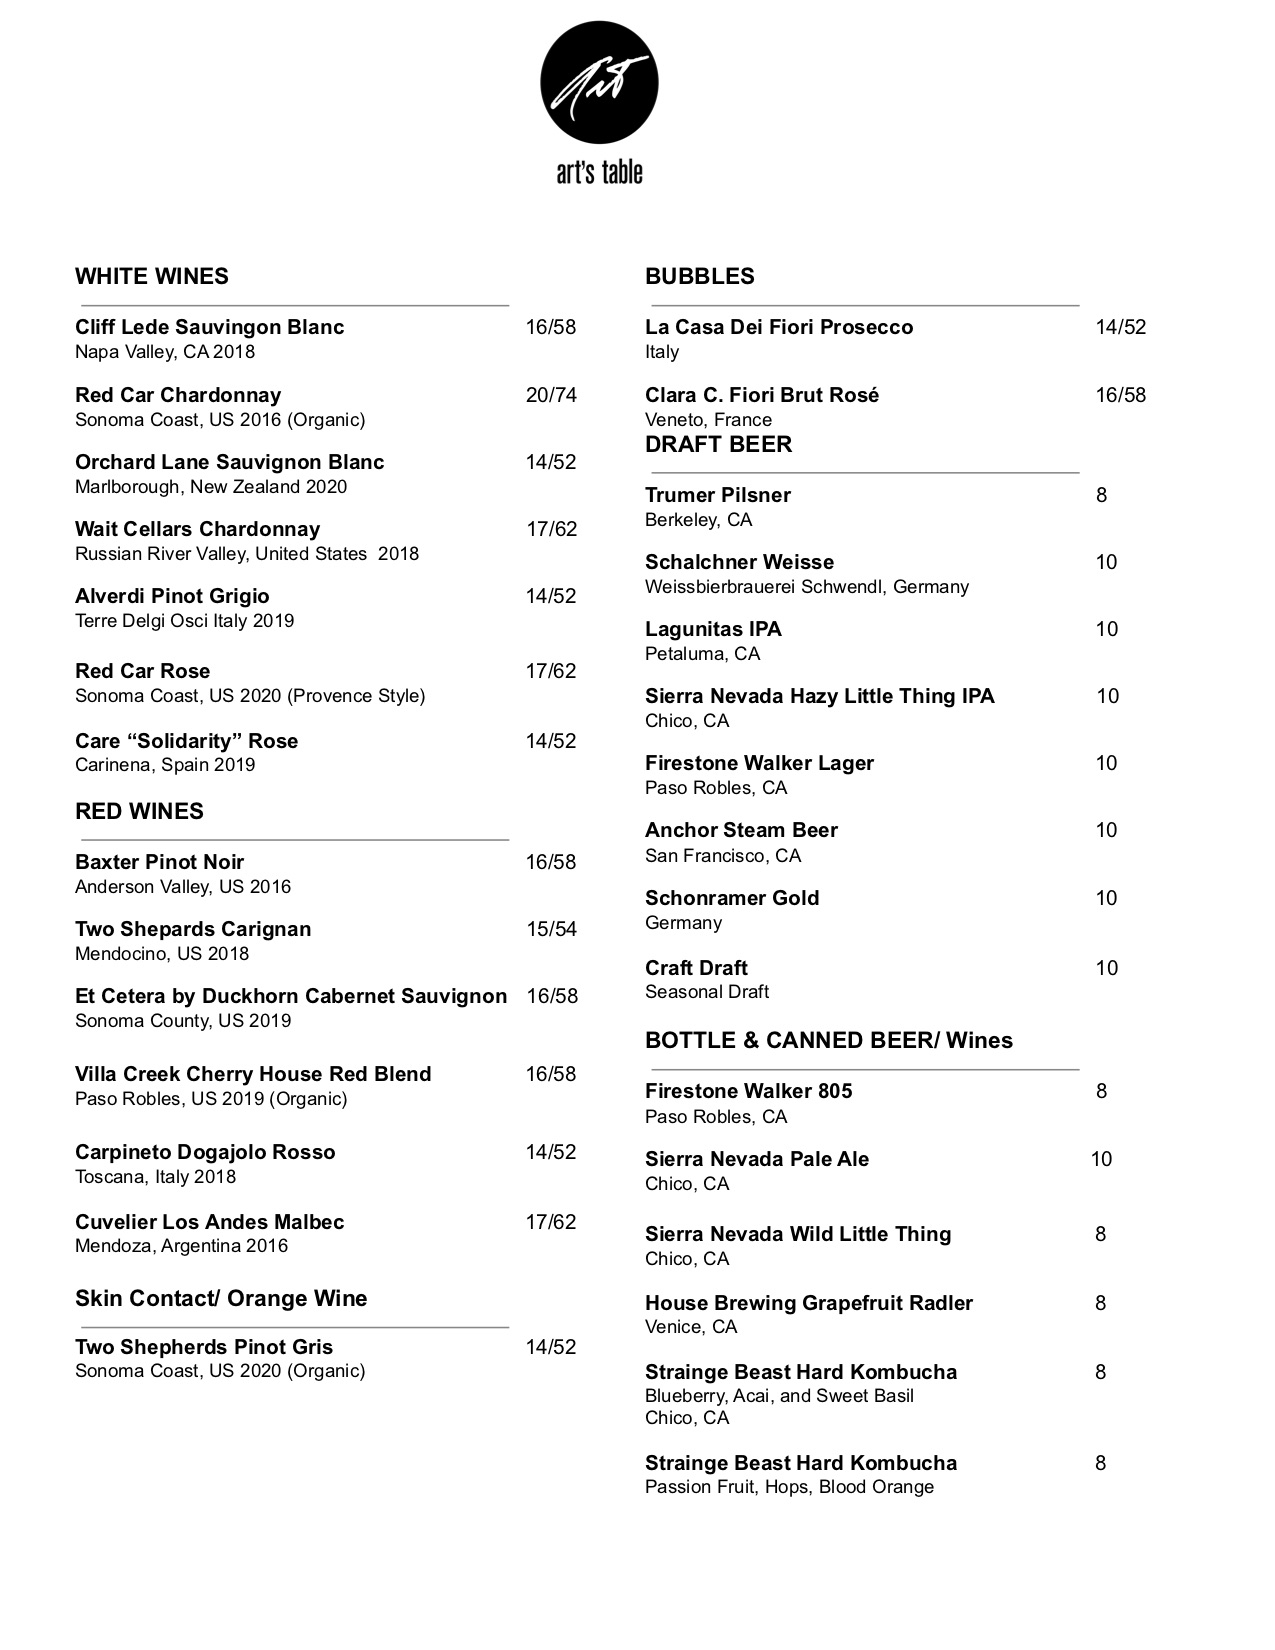 Art
art's table
WHITE WINES
Cliff Lede Sauvingon Blanc 16/58
Napa Valley, CA 2018
Red Car Chardonnay 20/74
Sonoma Coast, US 2016 (Organic)
Orchard Lane Sauvignon Blanc 14/52
Marlborough, New Zealand 2020
Wait Cellars Chardonnay 17/62
Russian River Valley, United States  2018
Alverdi Pinot Grigio 14/52
Terre Delgi Osci Italy 2019
Red Car Rose 17/62
Sonoma Coast, US 2020 (Provence Style)
Care “Solidarity” Rose 14/52
Carinena, Spain 2019
RED WINES
Baxter Pinot Noir 16/58
Anderson Valley, US 2016
Two Shepards Carignan 15/54
Mendocino, US 2018
Et Cetera by Duckhorn Cabernet Sauvignon 16/58
Sonoma County, US 2019
Villa Creek Cherry House Red Blend 16/58
Paso Robles, US 2019 (Organic)
Carpineto Dogajolo Rosso 14/52
Toscana, Italy 2018
Cuvelier Los Andes Malbec 17/62
Mendoza, Argentina 2016
Skin Contact/ Orange Wine
Two Shepherds Pinot Gris 14/52
Sonoma Coast, US 2020 (Organic)
BUBBLES
La Casa Dei Fiori Prosecco 14/52
Italy
Clara C. Fiori Brut Rosé 16/58
Veneto, France
DRAFT BEER
Trumer Pilsner 8
Berkeley, CA
Schalchner Weisse 10
Weissbierbrauerei Schwendl, Germany
Lagunitas IPA 10
Petaluma, CA
Sierra Nevada Hazy Little Thing IPA 10
Chico, CA
Firestone Walker Lager 10
Paso Robles, CA
Anchor Steam Beer 10
San Francisco, CA
Schonramer Gold 10
Germany
Craft Draft 10
Seasonal Draft
BOTTLE & CANNED BEER/ Wines
Firestone Walker 805 8
Paso Robles, CA
Sierra Nevada Pale Ale 10
Chico, CA
Sierra Nevada Wild Little Thing 8
Chico, CA
House Brewing Grapefruit Radler 8
Venice, CA
Strainge Beast Hard Kombucha 8
Blueberry, Acai, and Sweet Basil
Chico, CA
Strainge Beast Hard Kombucha 8
Passion Fruit, Hops, Blood Orange